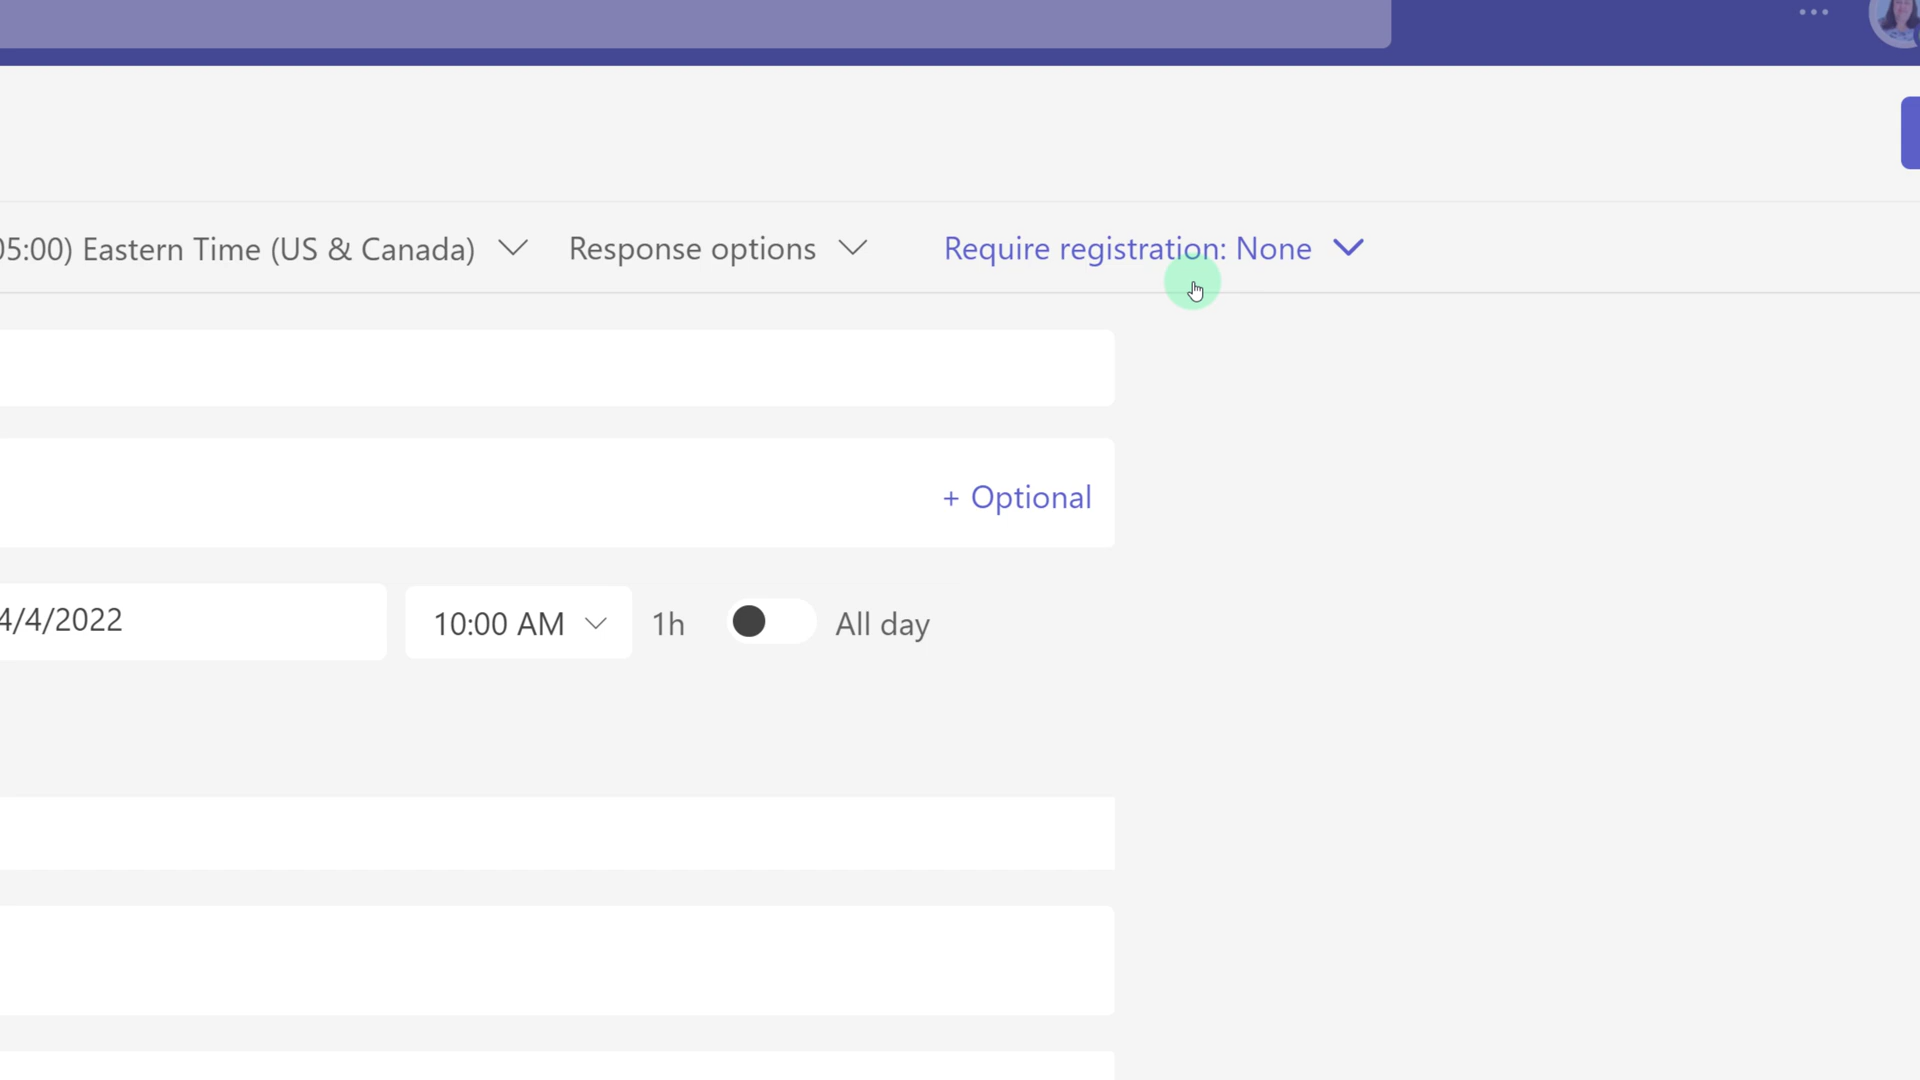 05:00) Eastern Time (US & Canada) Response options Require registration: None
+ Optional
4/4/2022 10:00 AM 1h All day